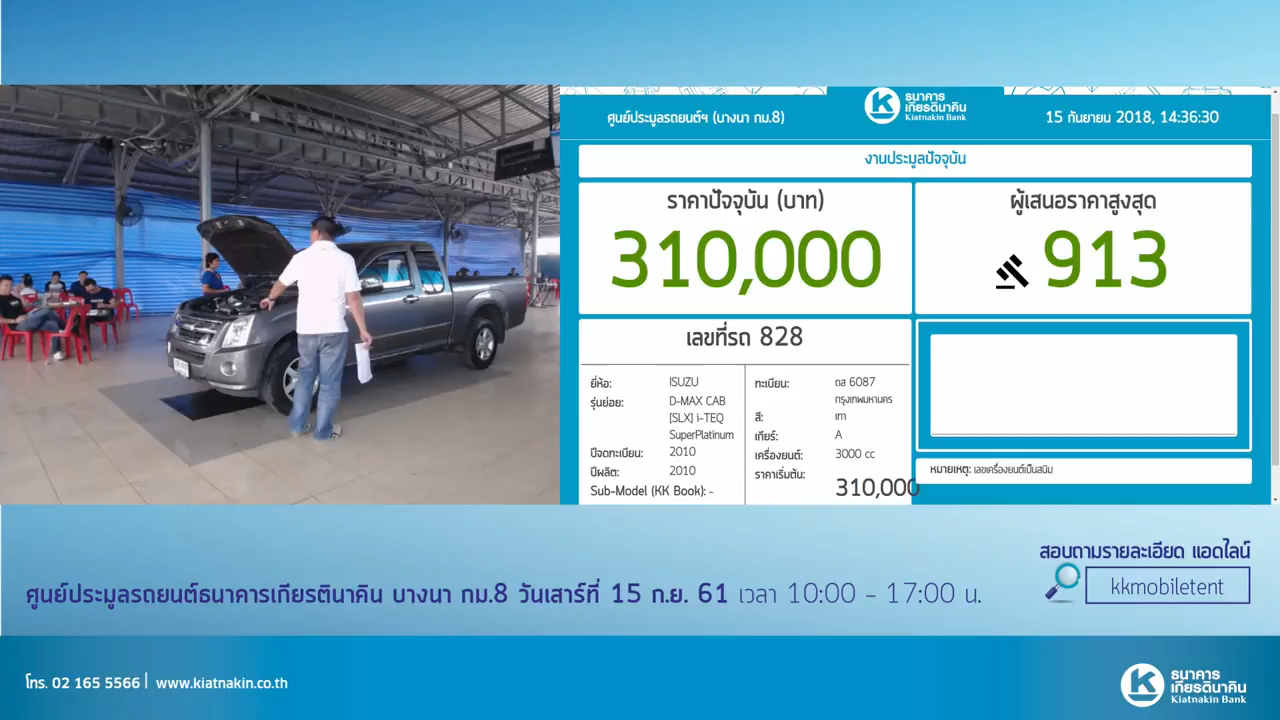 ศูนย์ประมูลรถยนต์ฯ (บางนา กม.8)
ธนาคาร
เกียรตินาคิน
Kiatnakin Bank
15 กันยายน 2018, 14:36:30
งานประมูลปัจจุบัน
ราคาปัจจุบัน (บาท)
310,000
ผู้เสนอราคาสูงสุด
913
เลขที่รถ 828
ยี่ห้อ: ISUZU
รุ่นย่อย: D-MAX CAB
[SLX] i-TEQ
SuperPlatinum
ปีจดทะเบียน: 2010
ปีผลิต: 2010
Sub-Model (KK Book): -
ทะเบียน: ถส 6087
กรุงเทพมหานคร
สี: เทา
เกียร์: A
เครื่องยนต์: 3000 cc
ราคาเริ่มต้น:
310,000
หมายเหตุ: เลขเครื่องยนต์เป็นสนิม
สอบถามรายละเอียด แอดไลน์
kkmobiletent
ศูนย์ประมูลรถยนต์ธนาคารเกียรตินาคิน บางนา กม.8 วันเสาร์ที่ 15 ก.ย. 61 เวลา 10:00 - 17:00 น.
โทร. 02 165 5566 | www.kiatnakin.co.th
ธนาคาร
เกียรตินาคิน
Kiatnakin Bank